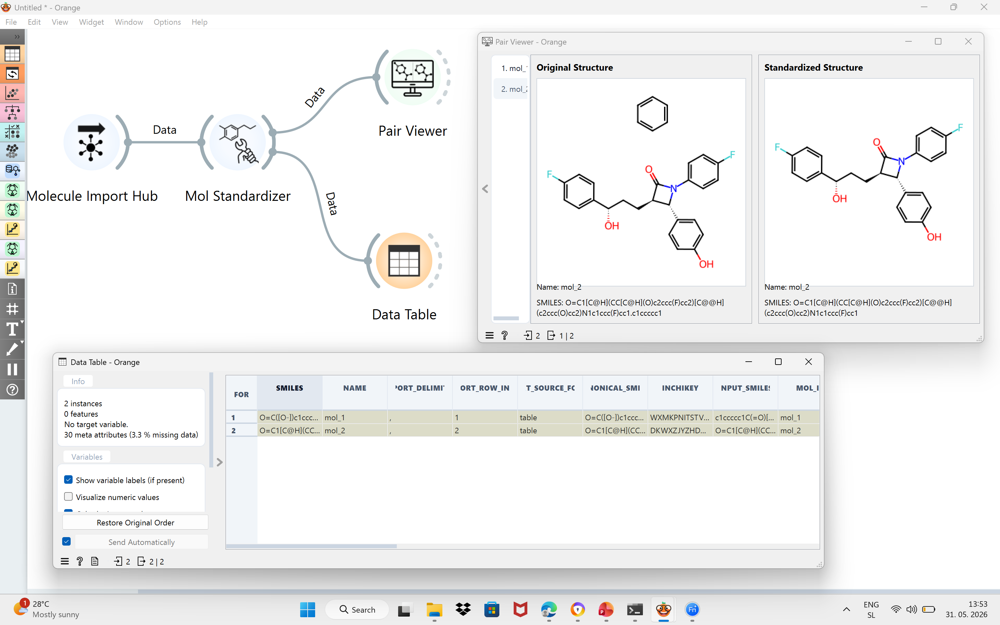 Untitled * - Orange
File Edit View Widget Window Options Help
Data
Data
Data
Molecule Import Hub
Mol Standardizer
Pair Viewer
Data Table
Pair Viewer - Orange
1. mol_1
2. mol_2
Original Structure
F
O
N
F
OH
OH
Name: mol_2
SMILES: O=C1[C@H](CC[C@H](O)c2ccc(F)cc2)[C@@H]
(c2ccc(O)cc2)N1c1ccc(F)cc1.c1ccccc1
Standardized Structure
F
O
N
F
OH
OH
Name: mol_2
SMILES: O=C1[C@H](CC[C@H](O)c2ccc(F)cc2)[C@@H]
(c2ccc(O)cc2)N1c1ccc(F)cc1
2 1 | 2
Data Table - Orange
Info
2 instances
0 features
No target variable.
30 meta attributes (3.3 % missing data)
Variables
Show variable labels (if present)
Visualize numeric values
Restore Original Order
Send Automatically
2 2 | 2
FOR SMILES NAME PORT_DELIMI ORT_ROW_IN T_SOURCE_FC NONICAL_SMI INCHIKEY NPUT_SMILES MOL_I
1 O=C([O-])c1ccc... mol_1 , 1 table O=C([O-])c1ccc... WXMKPNITSTV... c1ccccc1C(=O)[... mol_1
2 O=C1[C@H](CC... mol_2 , 2 table O=C1[C@H](CC... DKWXZJYZHD... O=C1[C@H](CC... mol_2
1
28°C
Mostly sunny
Search
ENG
SL
13:53
31. 05. 2026